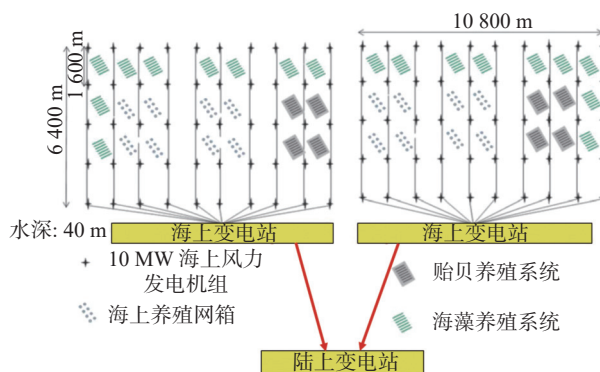 10 800 m
1 600 m
6 400 m
水深: 40 m
海上变电站
海上变电站
10 MW 海上风力
发电机组
贻贝养殖系统
海上养殖网箱
海藻养殖系统
陆上变电站